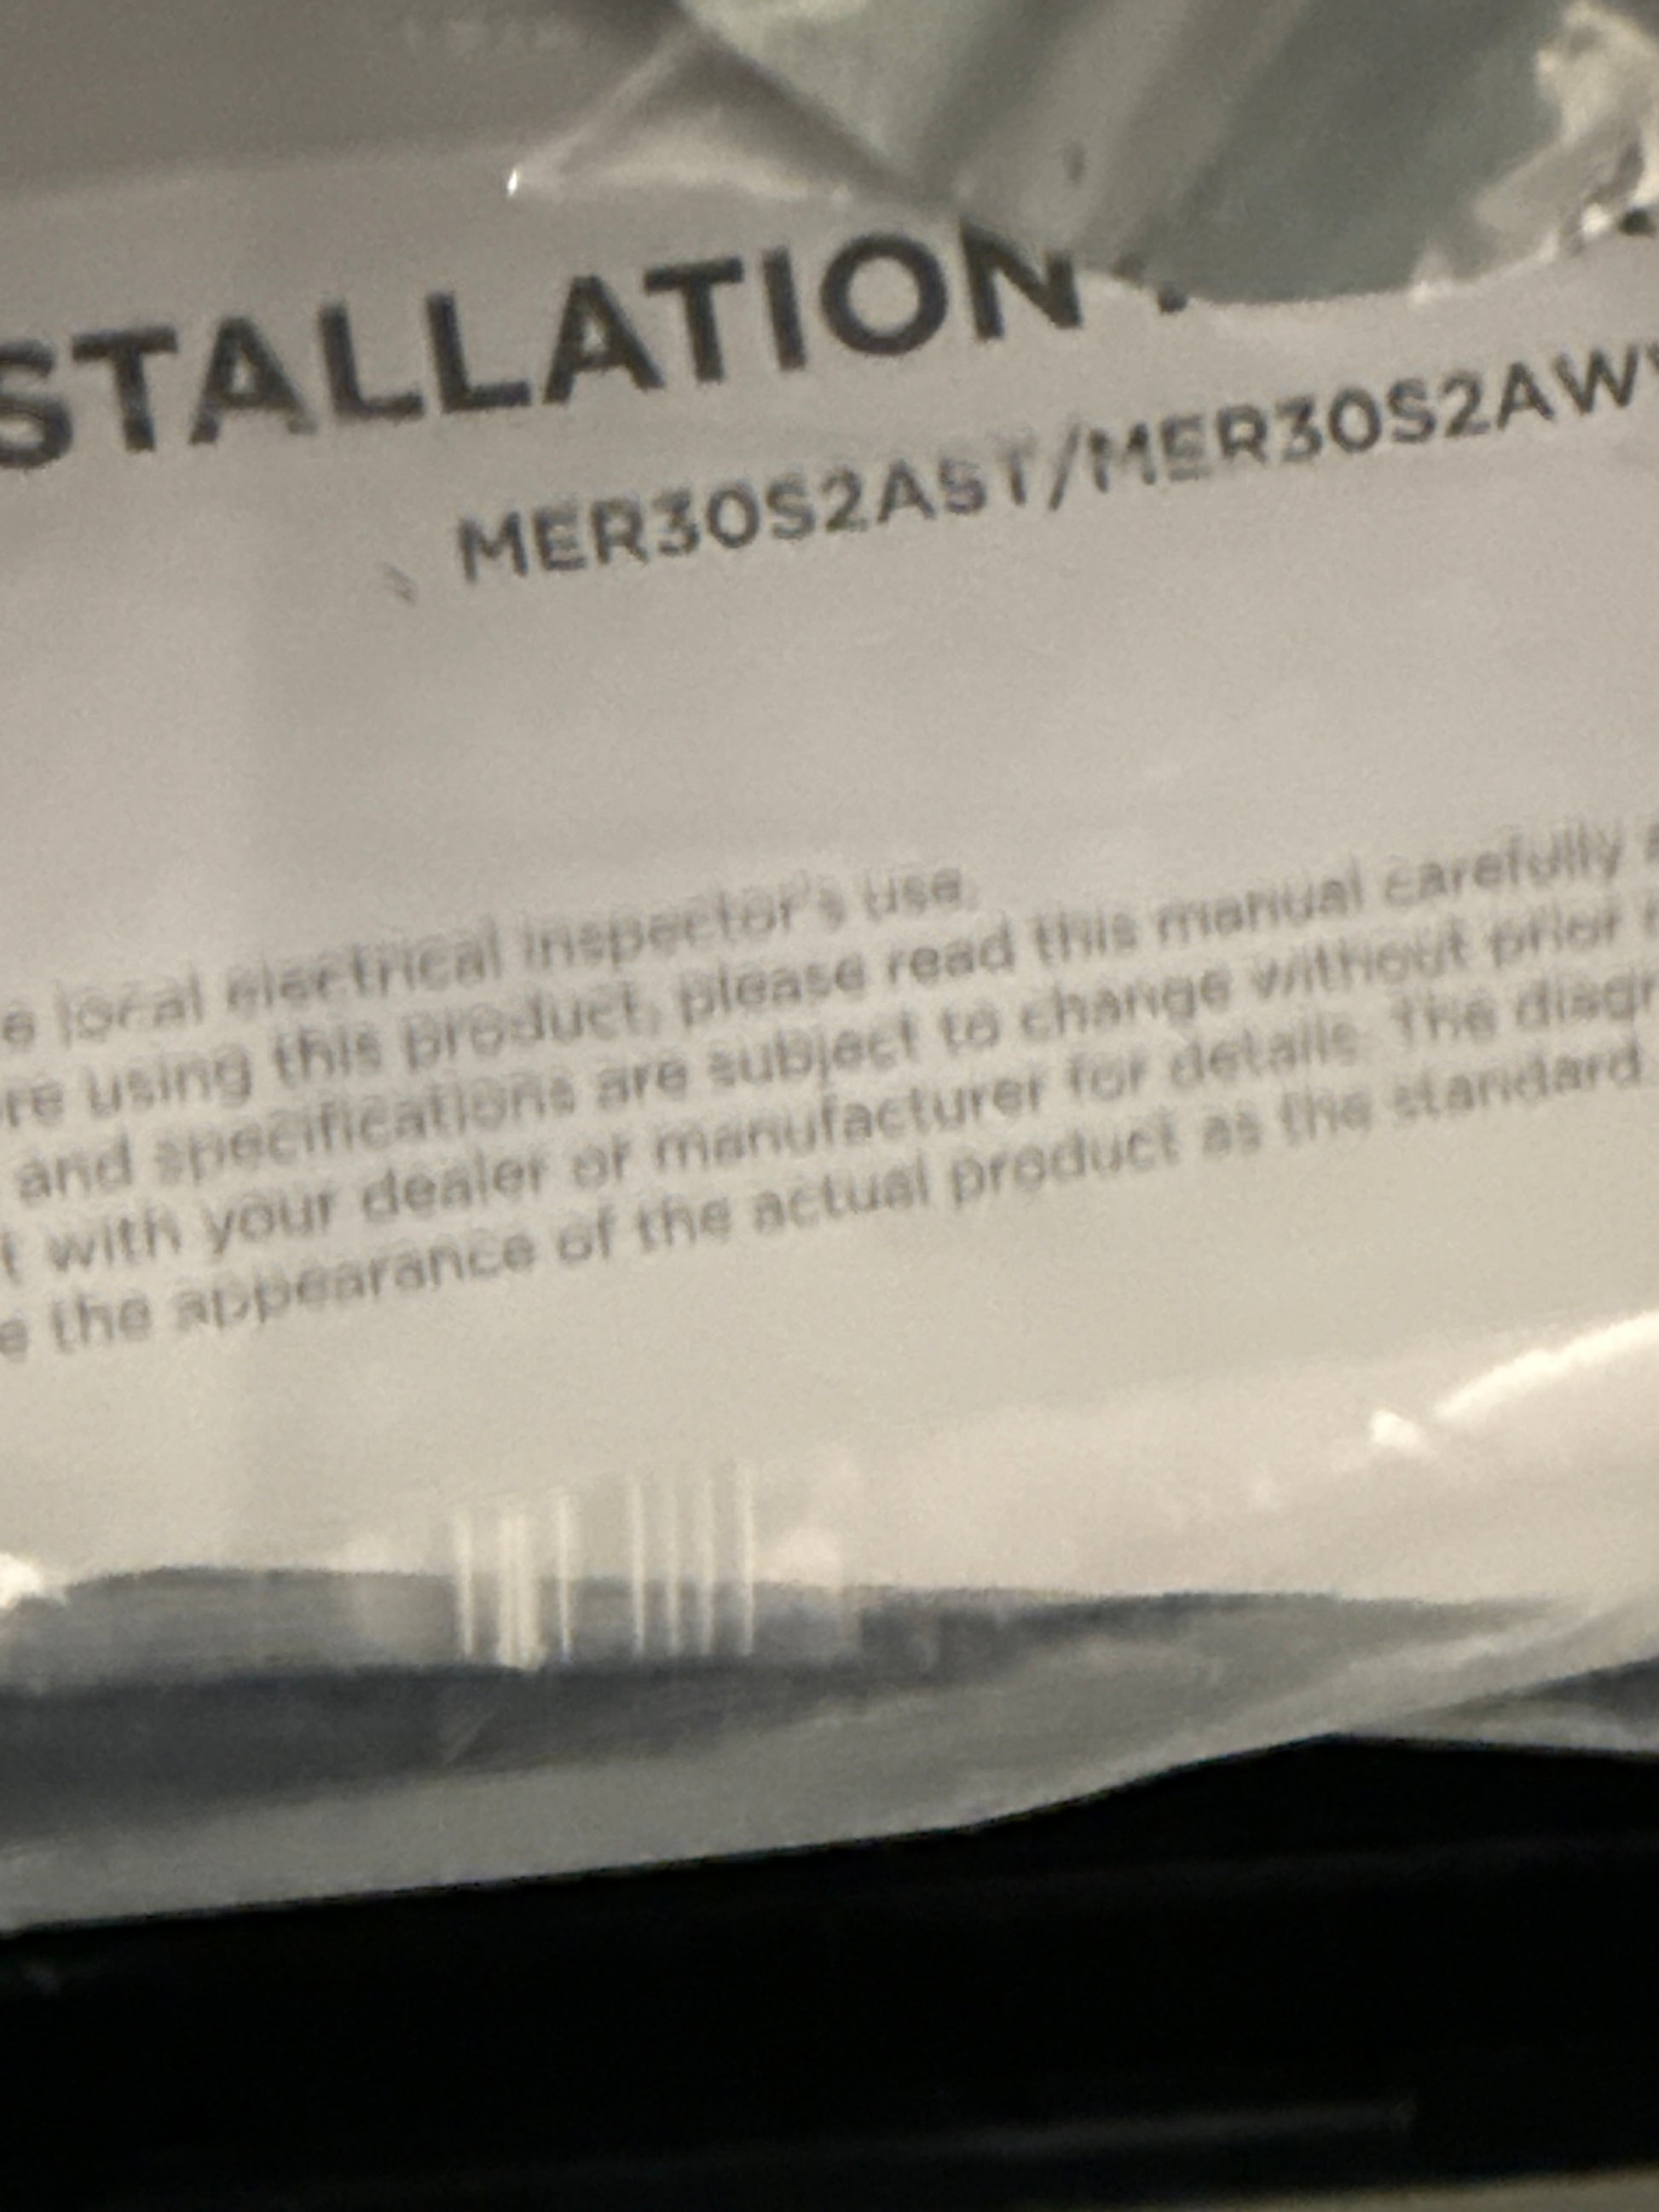 STALLATION
MER30S2AST/MER30S2AW
e local electrical inspector's use.
re using this product, please read this manual carefully
and specifications are subject to change without prior
t with your dealer or manufacturer for details. The diagr
e the appearance of the actual product as the standard.